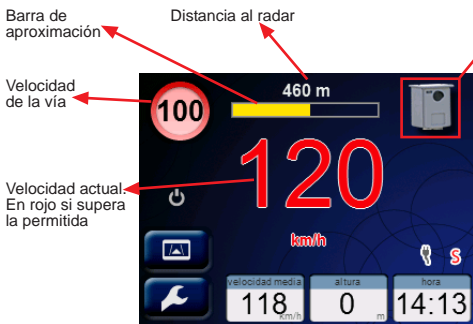 Barra de
aproximación
Distancia al radar
Velocidad
de la vía
460 m
100
120
Velocidad actual.
En rojo si supera
la permitida
km/h
S
velocidad media
118
km/h
altura
0
m
hora
14:13